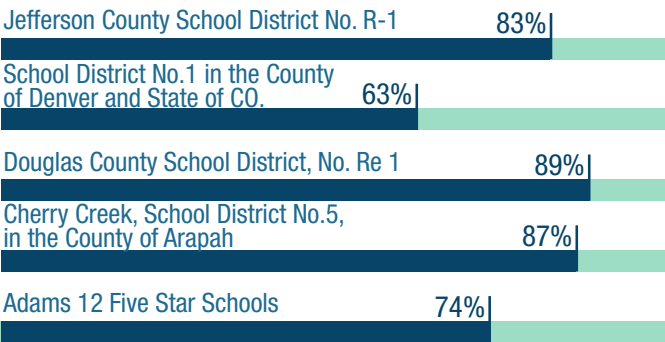 Jefferson County School District No. R-1 83%
School District No.1 in the County
of Denver and State of CO. 63%
Douglas County School District, No. Re 1 89%
Cherry Creek, School District No.5,
in the County of Arapah 87%
Adams 12 Five Star Schools 74%